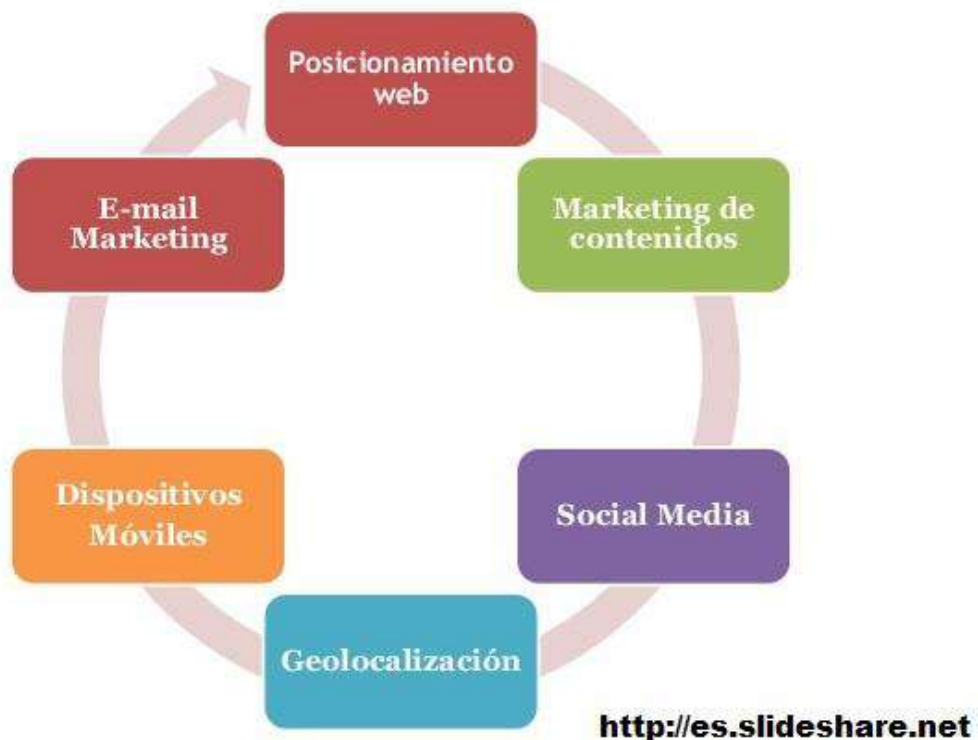 Posicionamiento
web
Marketing de
contenidos
Social Media
Geolocalización
Dispositivos
Móviles
E-mail
Marketing
http://es.slideshare.net